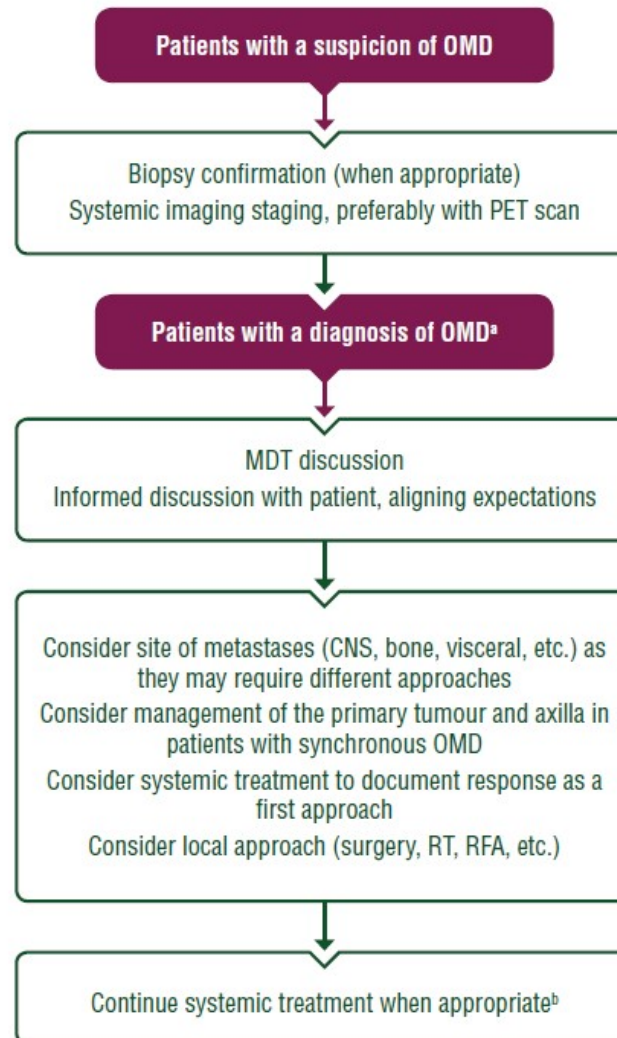 Patients with a suspicion of OMD
Biopsy confirmation (when appropriate)
Systemic imaging staging, preferably with PET scan
Patients with a diagnosis of OMDᵃ
MDT discussion
Informed discussion with patient, aligning expectations
Consider site of metastases (CNS, bone, visceral, etc.) as
they may require different approaches
Consider management of the primary tumour and axilla in
patients with synchronous OMD
Consider systemic treatment to document response as a
first approach
Consider local approach (surgery, RT, RFA, etc.)
Continue systemic treatment when appropriateᵇ